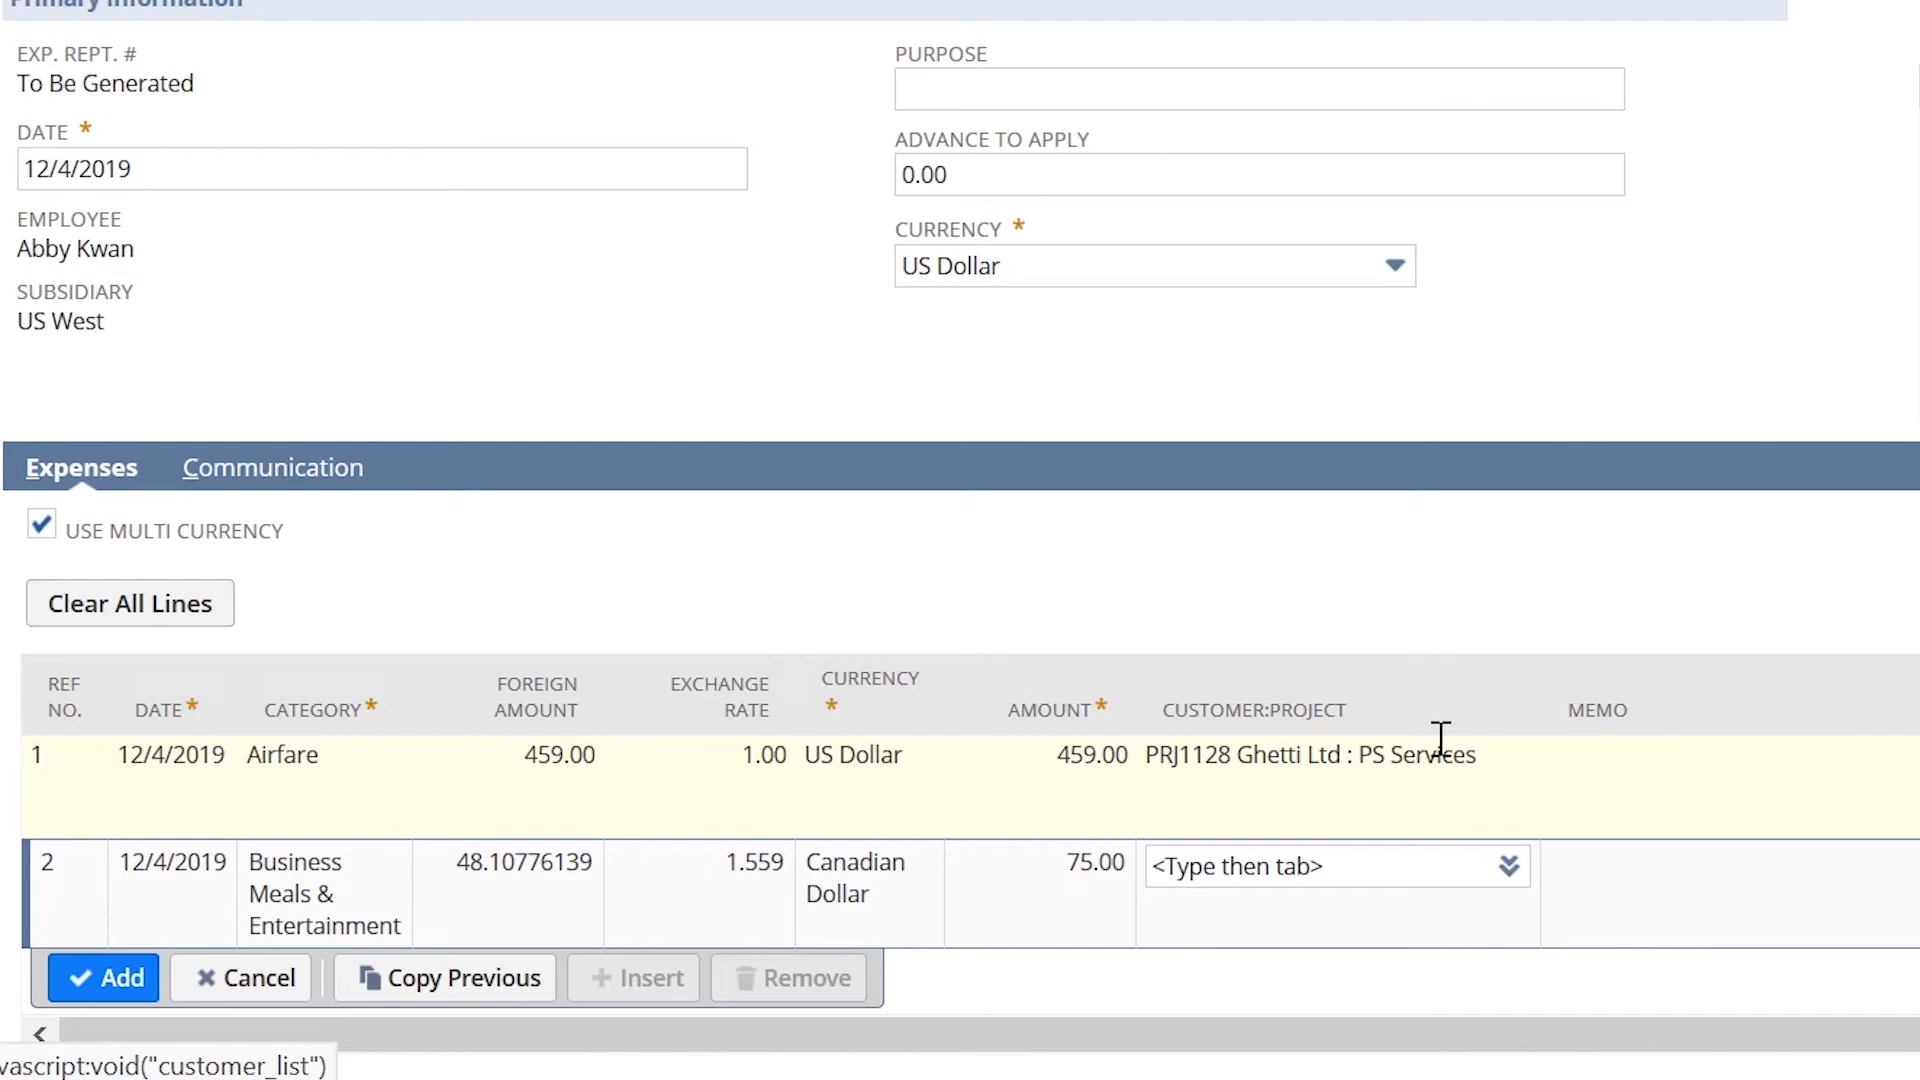 Primary Information
EXP. REPT. #
To Be Generated
DATE *
12/4/2019
EMPLOYEE
Abby Kwan
SUBSIDIARY
US West
PURPOSE
ADVANCE TO APPLY
0.00
CURRENCY *
US Dollar
Expenses Communication
USE MULTI CURRENCY
Clear All Lines
REF NO. DATE * CATEGORY * FOREIGN AMOUNT EXCHANGE RATE CURRENCY * AMOUNT * CUSTOMER:PROJECT MEMO
1 12/4/2019 Airfare 459.00 1.00 US Dollar 459.00 PRJ1128 Ghetti Ltd : PS Services
2 12/4/2019 Business Meals & Entertainment 48.10776139 1.559 Canadian Dollar 75.00 <Type then tab>
Add Cancel Copy Previous Insert Remove
vascript:void("customer_list")